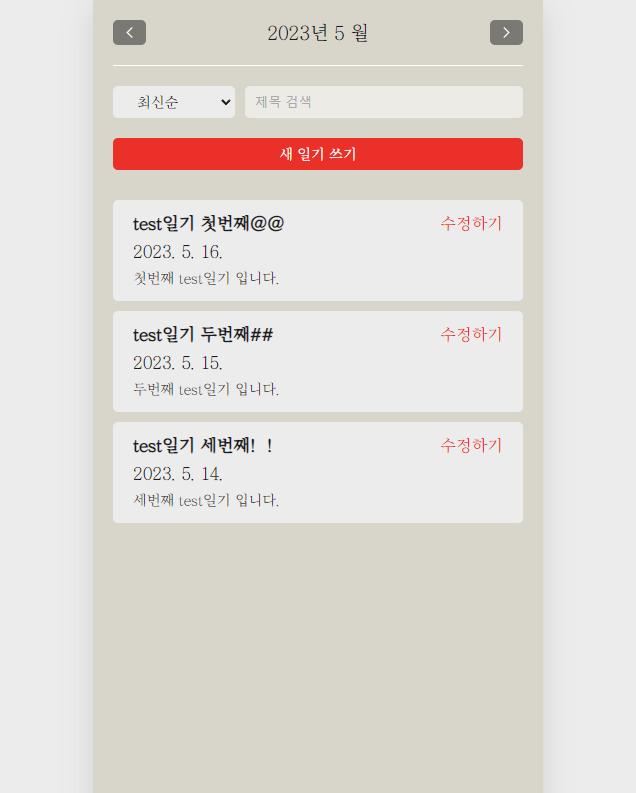 2023년 5 월
최신순
제목 검색
새 일기 쓰기
test일기 첫번째@@
수정하기
2023. 5. 16.
첫번째 test일기 입니다.
test일기 두번째##
수정하기
2023. 5. 15.
두번째 test일기 입니다.
test일기 세번째!  !
수정하기
2023. 5. 14.
세번째 test일기 입니다.